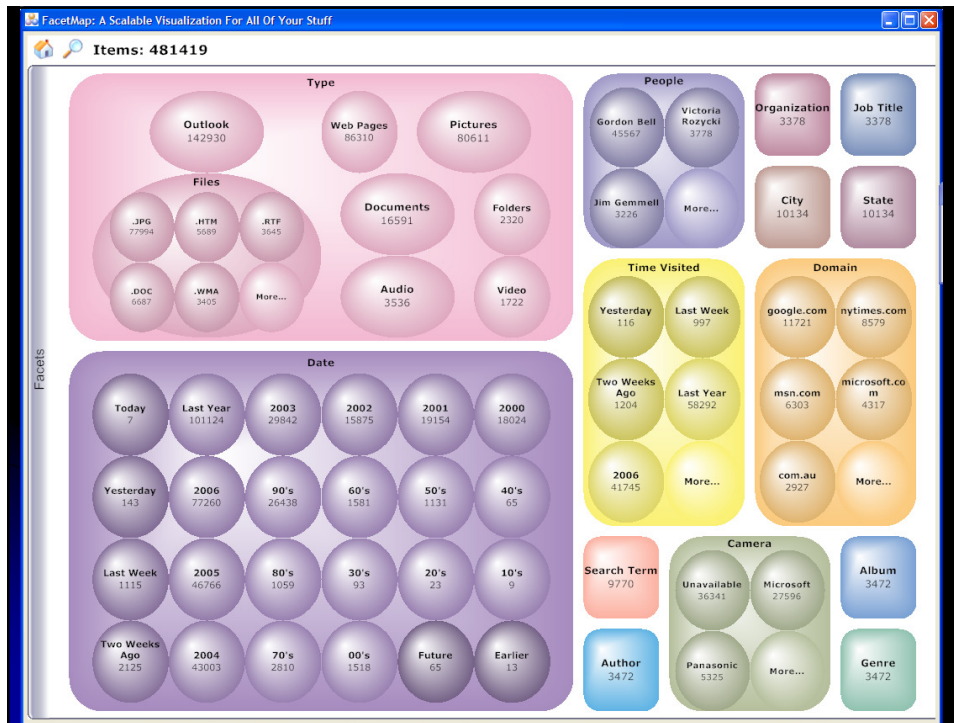 FacetMap: A Scalable Visualization For All Of Your Stuff
Items: 481419
Facets
Type
Outlook
142930
Web Pages
86310
Pictures
80611
Files
.JPG
77994
.HTM
5689
.RTF
3645
.DOC
6687
.WMA
3405
More...
Documents
16591
Folders
2320
Audio
3536
Video
1722
Date
Today
7
Last Year
101124
2003
29842
2002
15875
2001
19154
2000
18024
Yesterday
143
2006
77260
90's
26438
60's
1581
50's
1131
40's
65
Last Week
1115
2005
46766
80's
1059
30's
93
20's
23
10's
9
Two Weeks
Ago
2125
2004
43003
70's
2810
00's
1518
Future
65
Earlier
13
People
Gordon Bell
45567
Victoria
Rozycki
3778
Jim Gemmell
3226
More...
Organization
3378
Job Title
3378
City
10134
State
10134
Time Visited
Yesterday
116
Last Week
997
Two Weeks
Ago
1204
Last Year
58292
2006
41745
More...
Domain
google.com
11721
nytimes.com
8579
msn.com
6303
microsoft.co
m
4317
com.au
2927
More...
Search Term
9770
Author
3472
Camera
Unavailable
36341
Microsoft
27596
Panasonic
5325
More...
Album
3472
Genre
3472